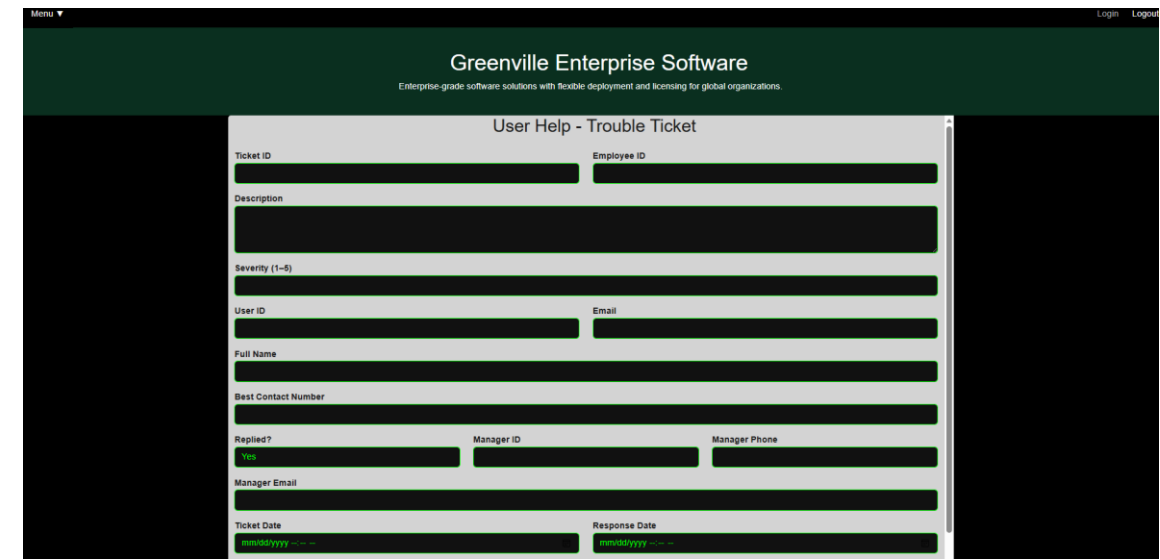 Menu ▼ Login Logout
Greenville Enterprise Software
Enterprise-grade software solutions with flexible deployment and licensing for global organizations.
User Help - Trouble Ticket
Ticket ID Employee ID
Description
Severity (1–5)
User ID Email
Full Name
Best Contact Number
Replied? Manager ID Manager Phone
Yes
Manager Email
Ticket Date Response Date
mm/dd/yyyy --:-- -- mm/dd/yyyy --:-- --